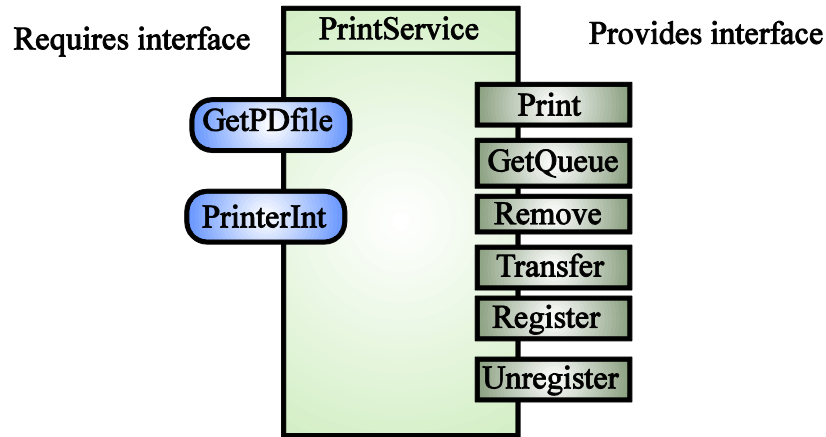 Requires interface
PrintService
Provides interface
GetPDfile
PrinterInt
Print
GetQueue
Remove
Transfer
Register
Unregister